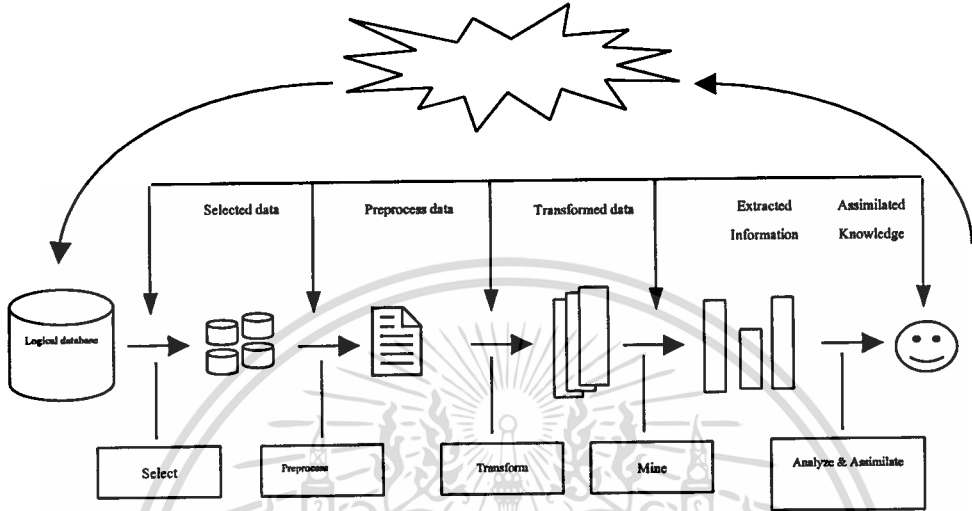 Selected data
Preprocess data
Transformed data
Extracted
Information
Assimilated
Knowledge
Logical database
Select
Preprocess
Transform
Mine
Analyze & Assimilate